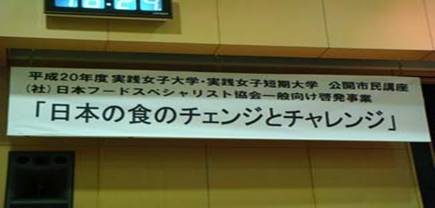 平成20年度 実践女子大学・実践女子短期大学 公開市民講座
(社)日本フードスペシャリスト協会一般向け啓発事業
「日本の食のチェンジとチャレンジ」